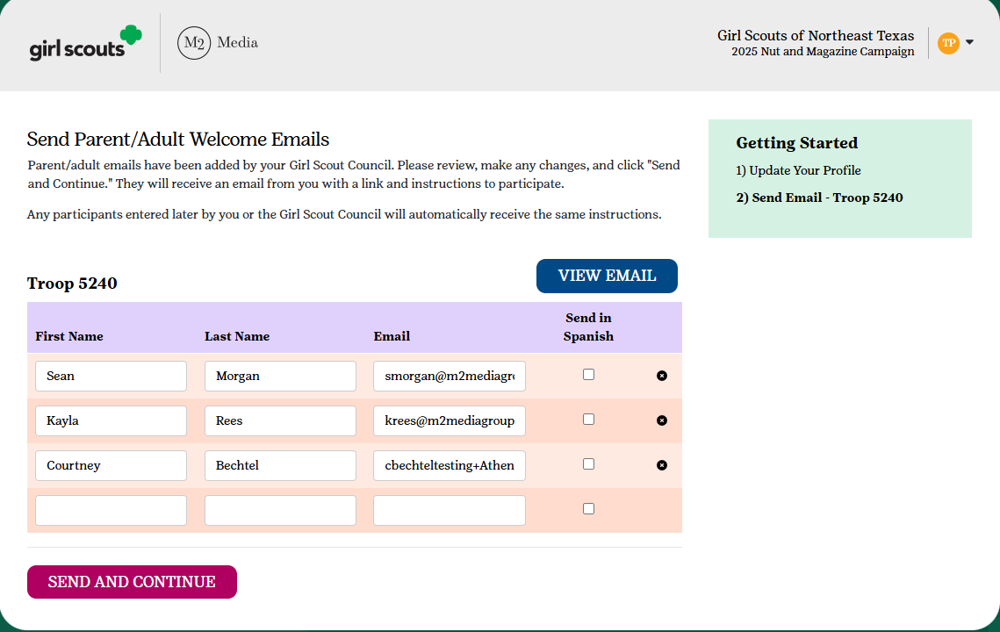 girl scouts
M2 Media
Girl Scouts of Northeast Texas
2025 Nut and Magazine Campaign
TP
Send Parent/Adult Welcome Emails
Parent/adult emails have been added by your Girl Scout Council. Please review, make any changes, and click "Send
and Continue." They will receive an email from you with a link and instructions to participate.
Any participants entered later by you or the Girl Scout Council will automatically receive the same instructions.
Getting Started
1) Update Your Profile
2) Send Email - Troop 5240
Troop 5240
VIEW EMAIL
First Name Last Name Email Send in
Spanish
Sean Morgan smorgan@m2mediagr
Kayla Rees krees@m2mediagroup
Courtney Bechtel cbechteltesting+Athen
SEND AND CONTINUE